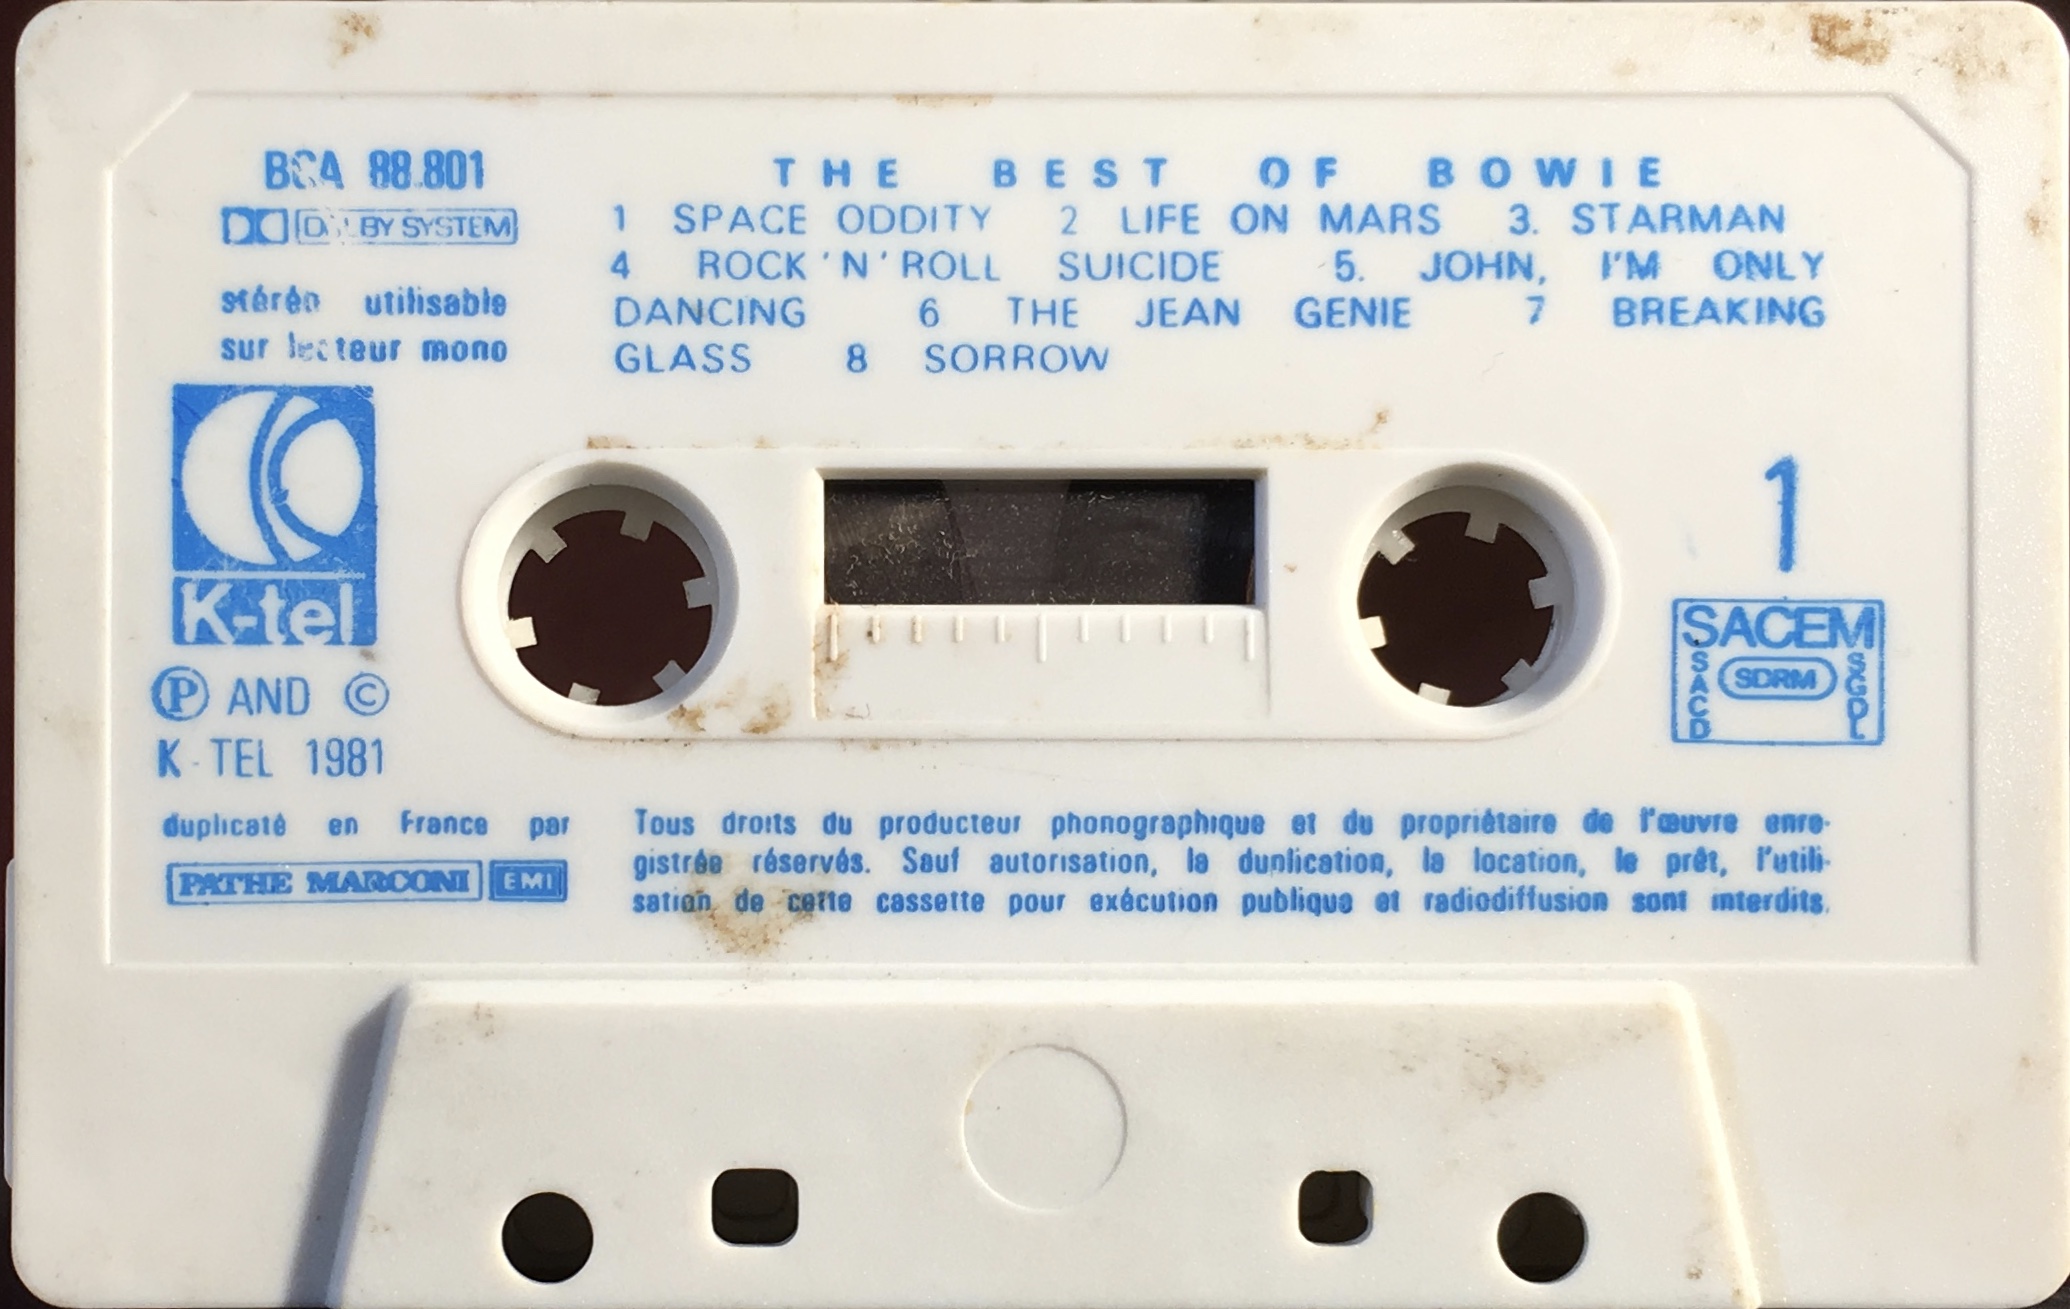 BCA 88.801
DOLBY SYSTEM
stéréo utilisable
sur lecteur mono
K-tel
Ⓟ AND ©
K-TEL 1981
duplicaté en France par
PATHE MARCONI EMI
THE BEST OF BOWIE
1 SPACE ODDITY 2 LIFE ON MARS 3. STARMAN
4 ROCK'N'ROLL SUICIDE 5. JOHN, I'M ONLY
DANCING 6 THE JEAN GENIE 7 BREAKING
GLASS 8 SORROW
1
SACEM
SACD
SDRM
SGDL
Tous droits du producteur phonographique et du propriétaire de l'œuvre enre-
gistrée réservés. Sauf autorisation, la duplication, la location, le prêt, l'utili-
sation de cette cassette pour exécution publique et radiodiffusion sont interdits.